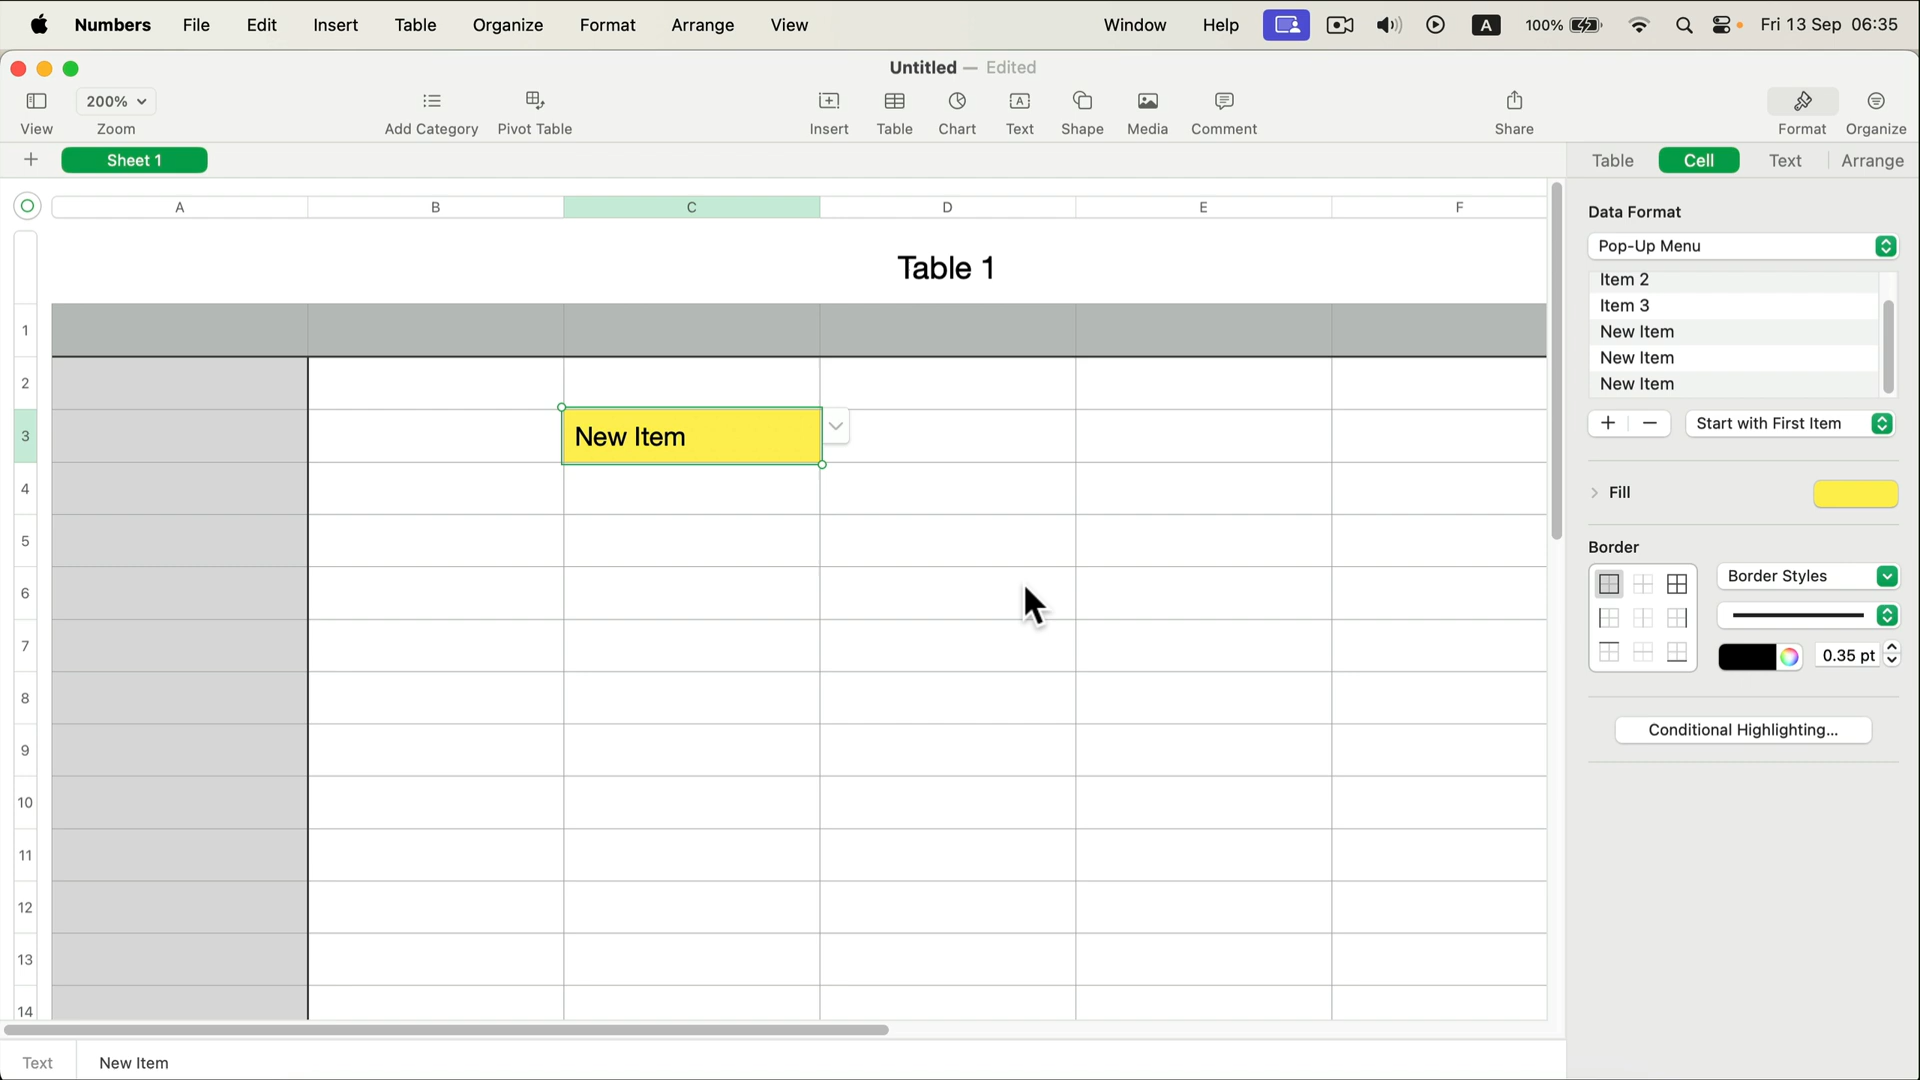 Numbers File Edit Insert Table Organize Format Arrange View Window Help A 100% Fri 13 Sep 06:35
Untitled — Edited
200%
View Zoom Add Category Pivot Table Insert Table Chart Text Shape Media Comment Share Format Organize
Sheet 1
Table Cell Text Arrange
A B C D E F
Table 1
1
2
3
4
5
6
7
8
9
10
11
12
13
14
New Item
Data Format
Pop-Up Menu
Item 2
Item 3
New Item
New Item
New Item
Start with First Item
Fill
Border
Border Styles
0.35 pt
Conditional Highlighting...
Text New Item